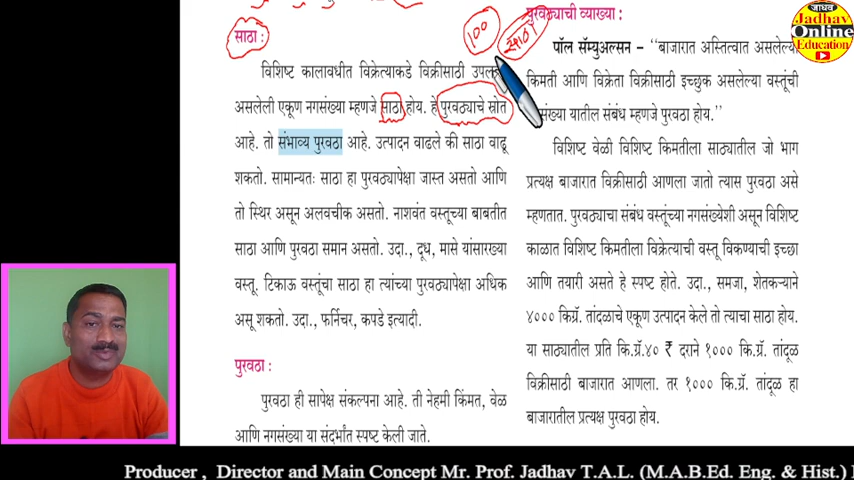 साठा :
विशिष्ट कालावधीत विक्रेत्याकडे विक्रीसाठी
असलेली एकूण नगसंख्या म्हणजे साठा होय. हे पुरवठ्याचे स्रोत
आहे. तो संभाव्य पुरवठा आहे. उत्पादन वाढले की साठा वाढू
शकतो. सामान्यतः साठा हा पुरवठ्यापेक्षा जास्त असतो आणि
तो स्थिर असून अलवचीक असतो. नाशवंत वस्तूच्या बाबतीत
साठा आणि पुरवठा समान असतो. उदा., दूध, मासे यांसारख्या
वस्तू. टिकाऊ वस्तूंचा साठा हा त्यांच्या पुरवठ्यापेक्षा अधिक
असू शकतो. उदा., फर्निचर, कपडे इत्यादी.
पुरवठा :
पुरवठा ही सापेक्ष संकल्पना आहे. ती नेहमी किंमत, वेळ
आणि नगसंख्या या संदर्भांत स्पष्ट केली जाते.
१००
साठा
पुरवठ्याची व्याख्या :
पॉल सॅम्युअल्सन – ‘‘बाजारात अस्तित्वात असलेल्या
किमती आणि विक्रेता विक्रीसाठी इच्छुक असलेल्या वस्तूंची
यातील संबंध म्हणजे पुरवठा होय.’’
विशिष्ट वेळी विशिष्ट किमतीला साठ्यातील जो भाग
प्रत्यक्ष बाजारात विक्रीसाठी आणला जातो त्यास पुरवठा असे
म्हणतात. पुरवठ्याचा संबंध वस्तूंच्या नगसंख्येशी असून विशिष्ट
काळात विशिष्ट किमतीला विक्रेत्याची वस्तू विकण्याची इच्छा
आणि तयारी असते हे स्पष्ट होते. उदा., समजा, शेतकऱ्याने
४००० किग्रॅ. तांदळाचे एकूण उत्पादन केले तो त्याचा साठा होय.
या साठ्यातील प्रति कि.ग्रॅ.४० ₹ दराने १००० कि.ग्रॅ. तांदूळ
विक्रीसाठी बाजारात आणला. तर १००० कि.ग्रॅ. तांदूळ हा
बाजारातील प्रत्यक्ष पुरवठा होय.
जाधव
Jadhav
Online
Education
Producer , Director and Main Concept Mr. Prof. Jadhav T.A.L. (M.A.B.Ed. Eng. & Hist.)